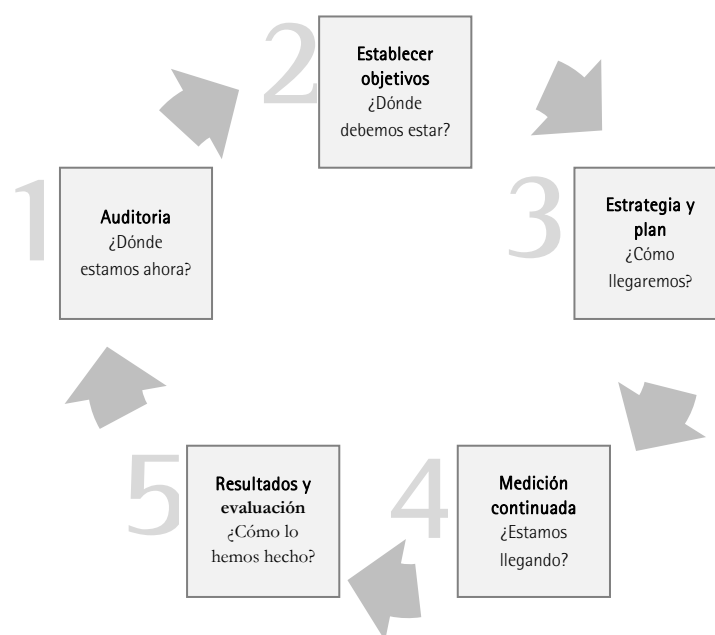 1
Auditoria
¿Dónde
estamos ahora?
2
Establecer
objetivos
¿Dónde
debemos estar?
3
Estrategia y
plan
¿Cómo
llegaremos?
4
Medición
continuada
¿Estamos
llegando?
5
Resultados y
evaluación
¿Cómo lo
hemos hecho?